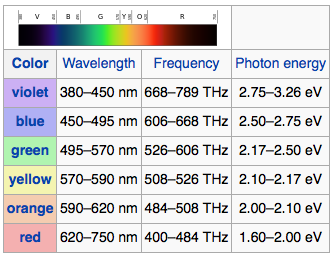 V B G Y O R
Color Wavelength Frequency Photon energy
violet 380–450 nm 668–789 THz 2.75–3.26 eV
blue 450–495 nm 606–668 THz 2.50–2.75 eV
green 495–570 nm 526–606 THz 2.17–2.50 eV
yellow 570–590 nm 508–526 THz 2.10–2.17 eV
orange 590–620 nm 484–508 THz 2.00–2.10 eV
red 620–750 nm 400–484 THz 1.60–2.00 eV